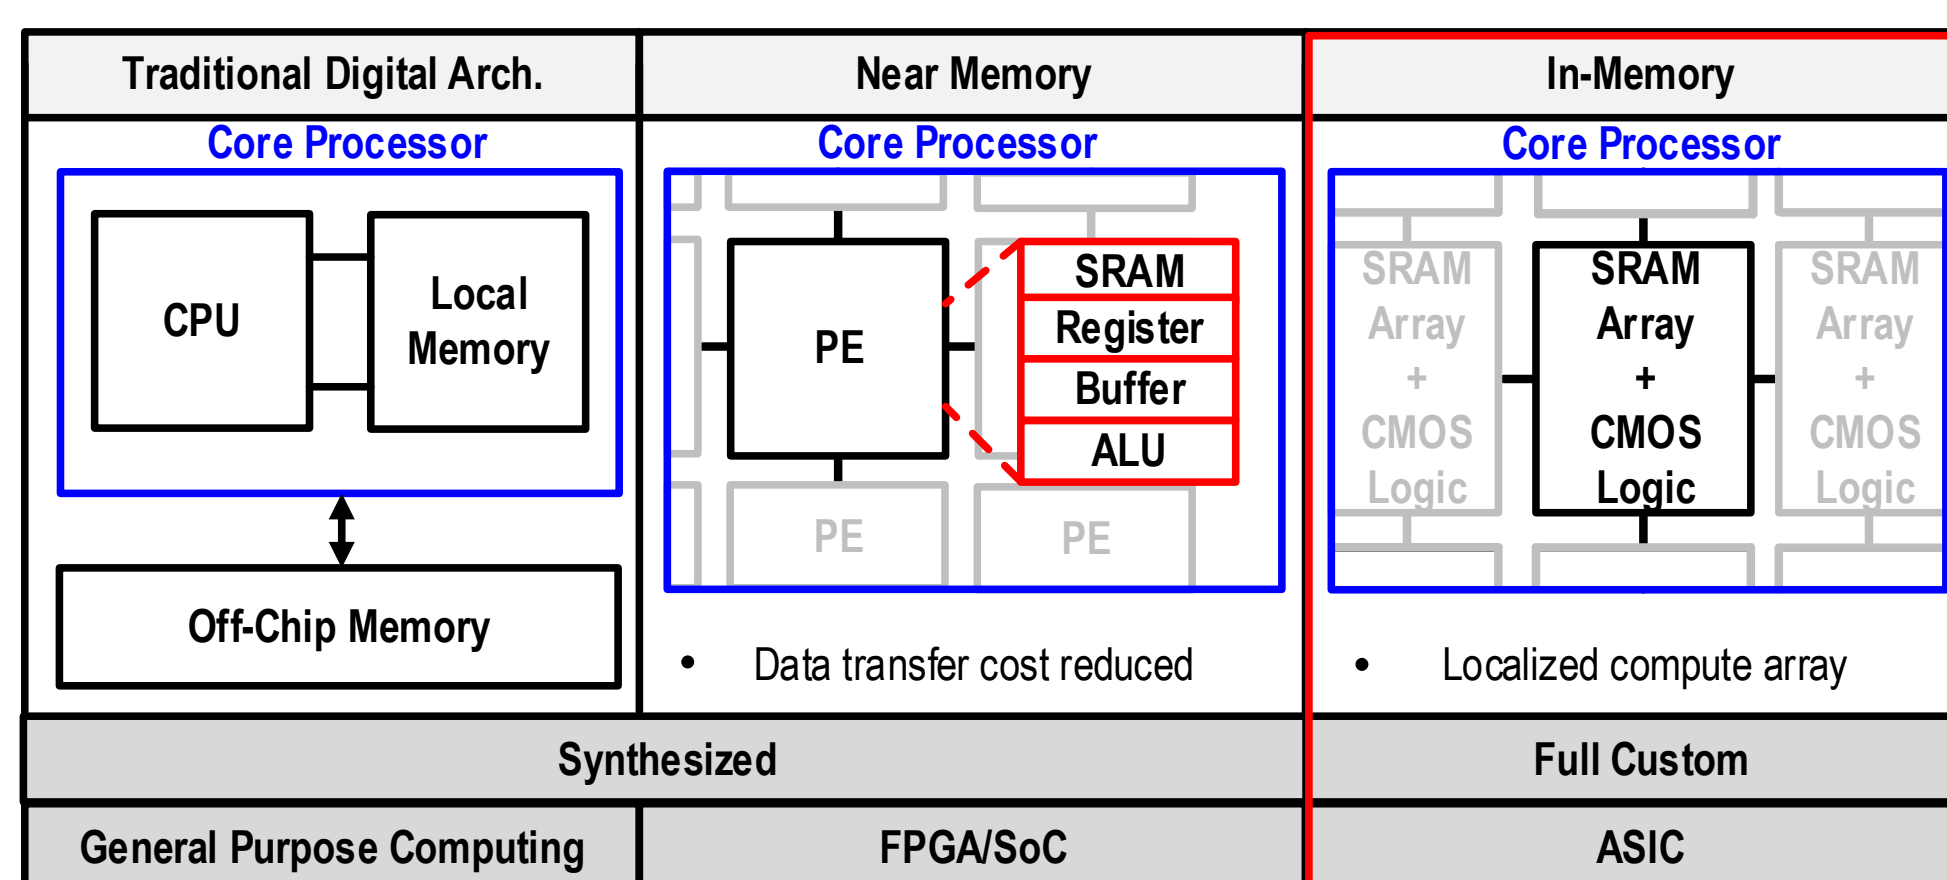 Traditional Digital Arch.
Near Memory
In-Memory
Core Processor
CPU
Local
Memory
Off-Chip Memory
Core Processor
PE
SRAM
Register
Buffer
ALU
PE
PE
• Data transfer cost reduced
Core Processor
SRAM
Array
+
CMOS
Logic
SRAM
Array
+
CMOS
Logic
SRAM
Array
+
CMOS
Logic
• Localized compute array
Synthesized
Full Custom
General Purpose Computing
FPGA/SoC
ASIC